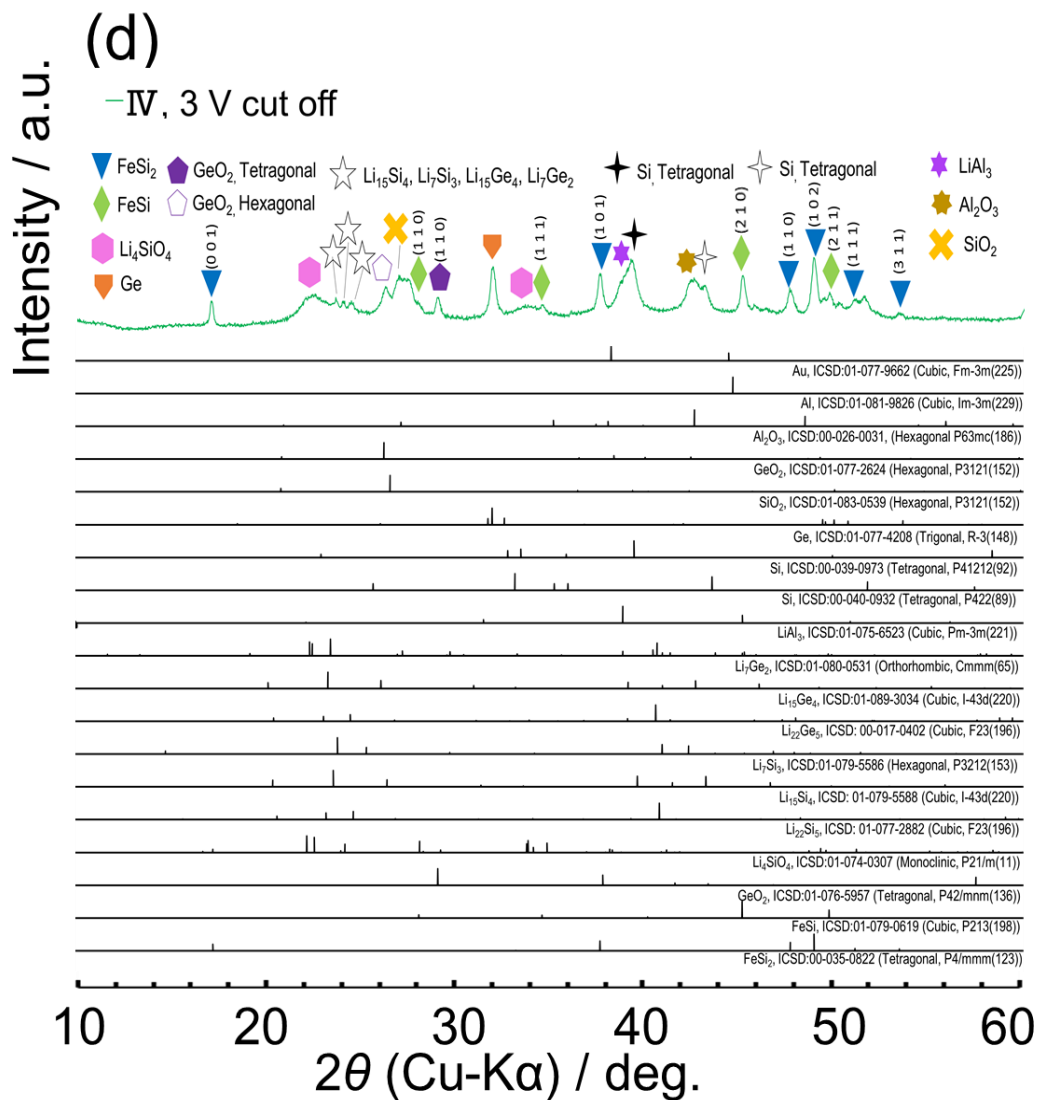 (d)
Intensity / a.u.
Ⅳ, 3 V cut off
FeSi₂
GeO₂, Tetragonal
Li₁₅Si₄, Li₇Si₃, Li₁₅Ge₄, Li₇Ge₂
Si, Tetragonal
Si, Tetragonal
LiAl₃
FeSi
GeO₂, Hexagonal
Al₂O₃
Li₄SiO₄
SiO₂
Ge
(0 0 1)
(1 1 0)
(1 1 0)
(1 1 1)
(1 0 1)
(2 1 0)
(1 1 0)
(1 0 2)
(2 1 1)
(1 1 1)
(3 1 1)
Au, ICSD:01-077-9662 (Cubic, Fm-3m(225))
Al, ICSD:01-081-9826 (Cubic, Im-3m(229))
Al₂O₃, ICSD:00-026-0031, (Hexagonal P63mc(186))
GeO₂, ICSD:01-077-2624 (Hexagonal, P3121(152))
SiO₂, ICSD:01-083-0539 (Hexagonal, P3121(152))
Ge, ICSD:01-077-4208 (Trigonal, R-3(148))
Si, ICSD:00-039-0973 (Tetragonal, P41212(92))
Si, ICSD:00-040-0932 (Tetragonal, P422(89))
LiAl₃, ICSD:01-075-6523 (Cubic, Pm-3m(221))
Li₇Ge₂, ICSD:01-080-0531 (Orthorhombic, Cmmm(65))
Li₁₅Ge₄, ICSD:01-089-3034 (Cubic, I-43d(220))
Li₂₂Ge₅, ICSD: 00-017-0402 (Cubic, F23(196))
Li₇Si₃, ICSD:01-079-5586 (Hexagonal, P3212(153))
Li₁₅Si₄, ICSD: 01-079-5588 (Cubic, I-43d(220))
Li₂₂Si₅, ICSD: 01-077-2882 (Cubic, F23(196))
Li₄SiO₄, ICSD:01-074-0307 (Monoclinic, P21/m(11))
GeO₂, ICSD:01-076-5957 (Tetragonal, P42/mnm(136))
FeSi, ICSD:01-079-0619 (Cubic, P213(198))
FeSi₂, ICSD:00-035-0822 (Tetragonal, P4/mmm(123))
10 20 30 40 50 60
2θ (Cu-Kα) / deg.